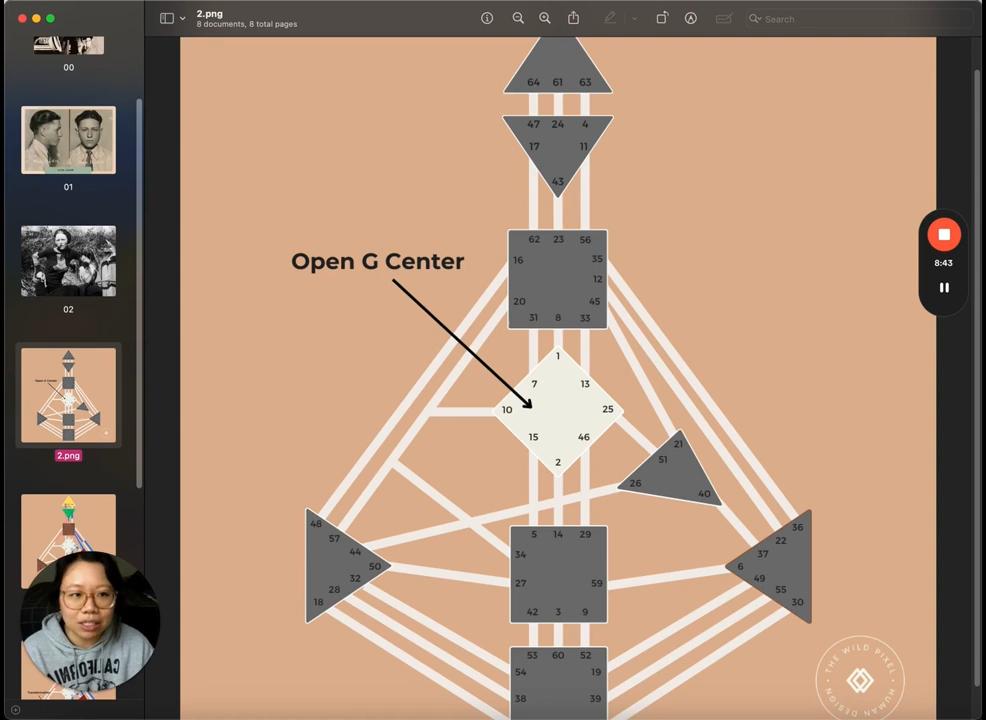 2.png
8 documents, 8 total pages
Search
00
01
02
2.png
8:43
Open G Center
64 61 63
47 24 4
17 11
43
62 23 56
16 35
12
20 45
31 8 33
1
7 13
10 25
15 46
2
21
51
26 40
48
57
44
50
32
28
18
36
22
37
6
49
55
30
5 14 29
34
27 59
42 3 9
53 60 52
54 19
38 39
THE WILD PIXEL
HUMAN DESIGN
CALIFORNIA